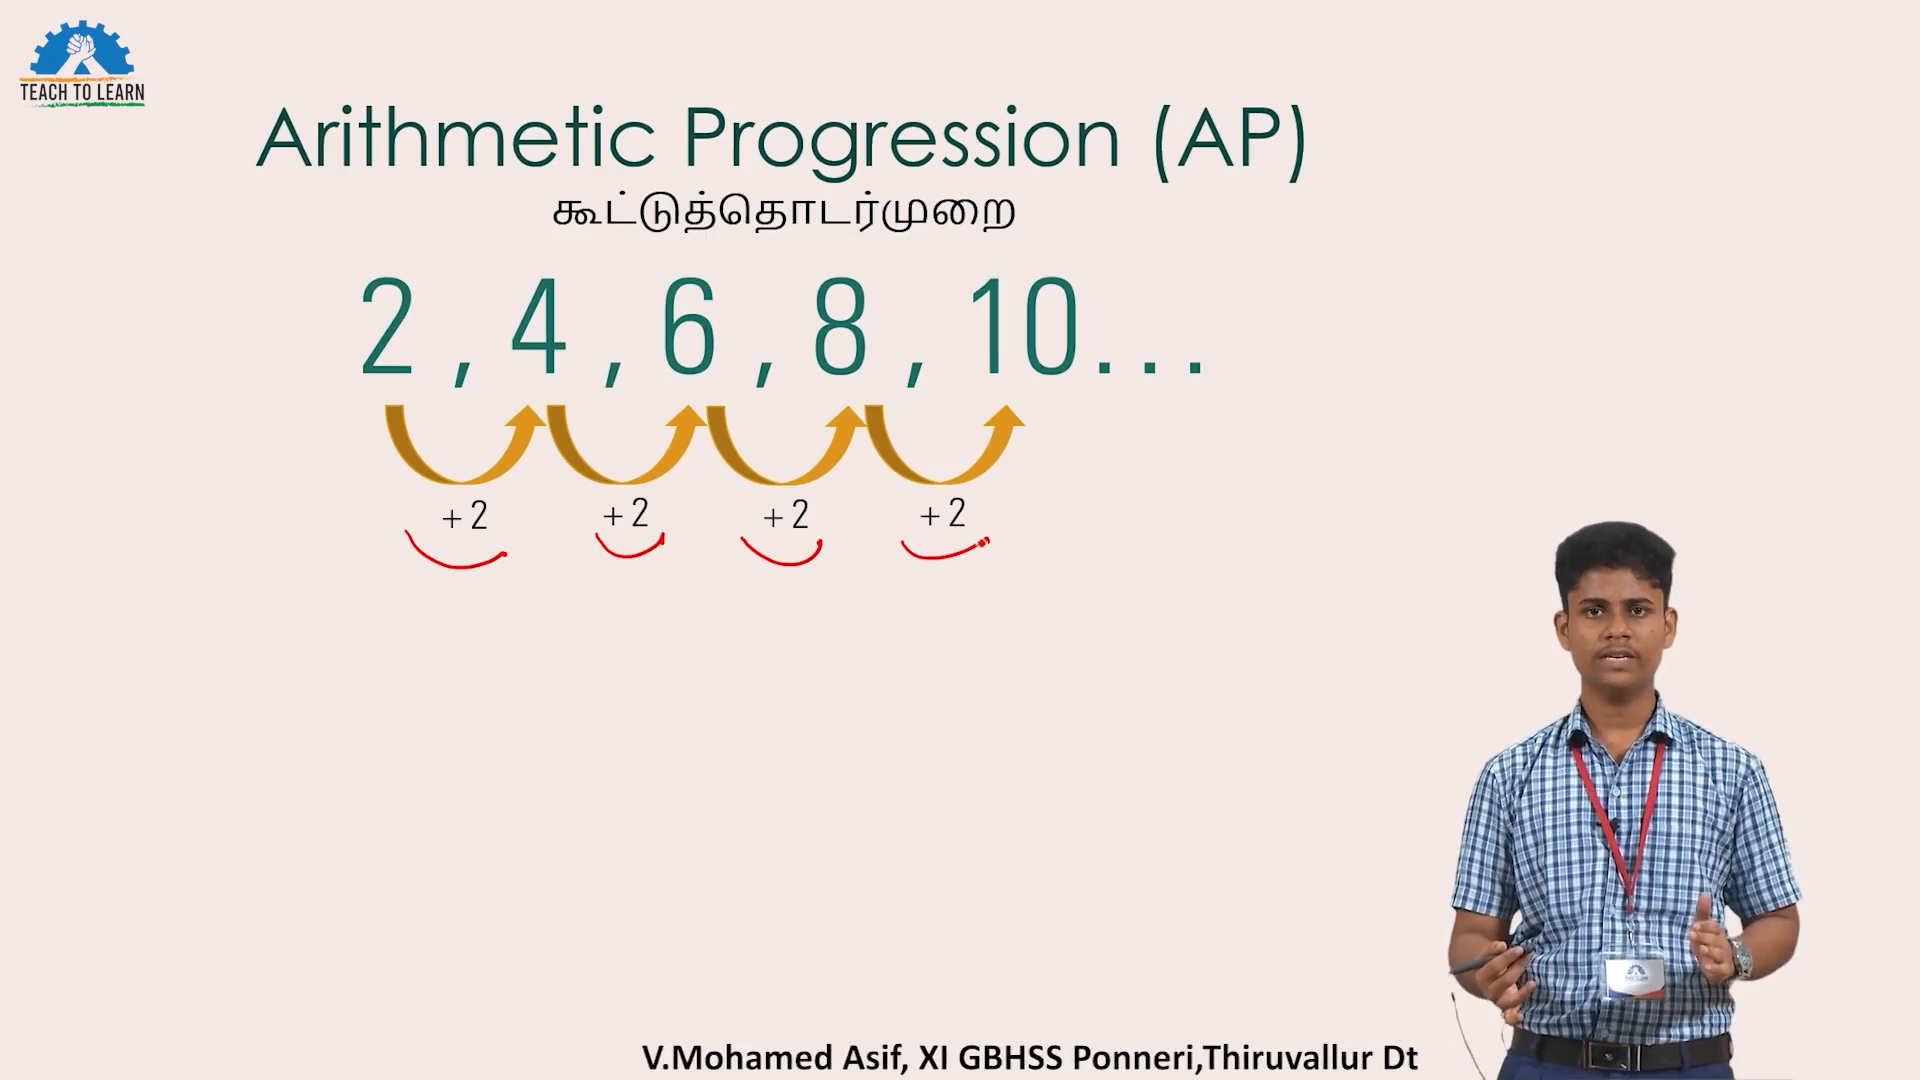 TEACH TO LEARN
Arithmetic Progression (AP)
கூட்டுத்தொடர்முறை
2 , 4 , 6 , 8 , 10...
+ 2 + 2 + 2 + 2
V.Mohamed Asif, XI GBHSS Ponneri,Thiruvallur Dt